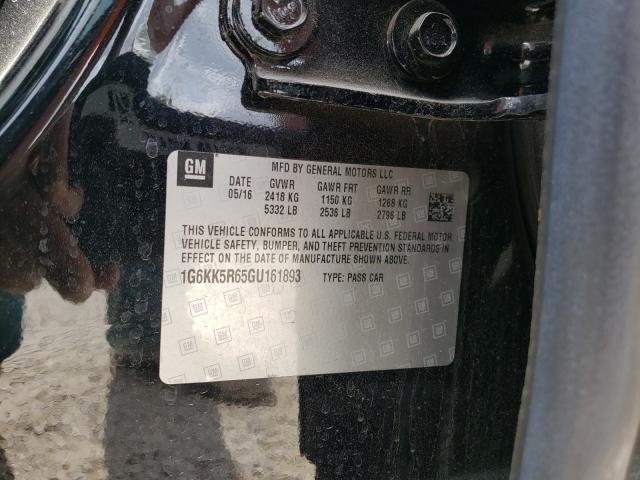 GM
MFD BY GENERAL MOTORS LLC
DATE GVWR GAWR FRT GAWR RR
05/16 2418 KG 1150 KG 1268 KG
5332 LB 2536 LB 2796 LB
THIS VEHICLE CONFORMS TO ALL APPLICABLE U.S. FEDERAL MOTOR
VEHICLE SAFETY, BUMPER, AND THEFT PREVENTION STANDARDS IN
EFFECT ON THE DATE OF MANUFACTURE SHOWN ABOVE.
1G6KK5R65GU161893 TYPE: PASS CAR